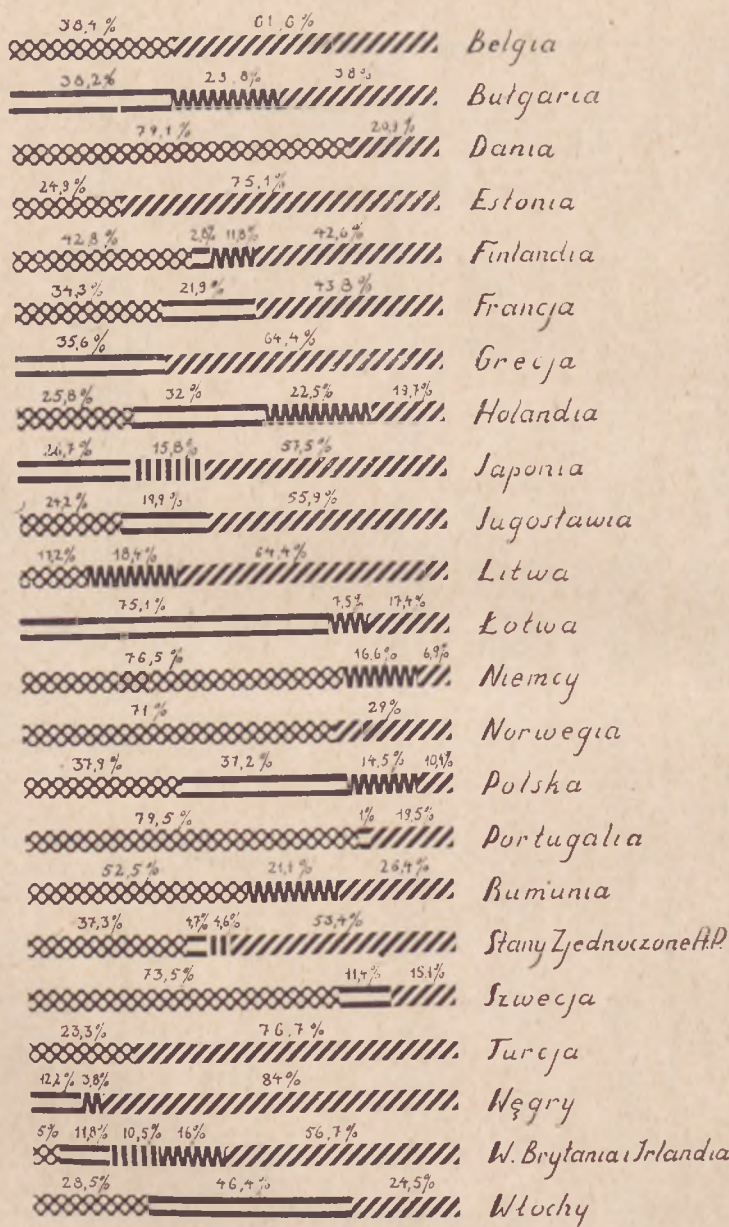 38,4% 61,6% Belgia
38,2% 23,8% 38% Bułgaria
79,1% 20,9% Dania
24,9% 75,1% Estonia
42,8% 2,8% 11,8% 42,6% Finlandia
34,3% 21,9% 43,8% Francja
35,6% 64,4% Grecja
25,8% 32% 22,5% 19,7% Holandia
26,7% 15,8% 57,5% Japonia
24,2% 19,9% 55,9% Jugosławia
17,2% 18,4% 64,4% Litwa
75,1% 7,5% 17,4% Łotwa
76,5% 16,6% 6,9% Niemcy
71% 29% Norwegia
37,9% 37,2% 14,5% 10,4% Polska
79,5% 1% 19,5% Portugalia
52,5% 21,1% 26,4% Rumunia
37,3% 4,7% 4,6% 53,4% Stany Zjednoczone A.P.
73,5% 11,4% 15,1% Szwecja
23,3% 76,7% Turcja
12,2% 3,8% 84% Węgry
5% 11,8% 10,5% 16% 56,7% W. Brytania i Irlandia
28,5% 46,4% 24,5% Włochy